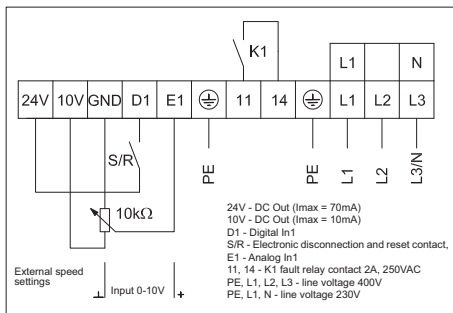 K1
L1 N
24V 10V GND D1 E1 11 14 L1 L2 L3
S/R
PE PE L1 L2 L3/N
10kΩ
24V - DC Out (Imax = 70mA)
10V - DC Out (Imax = 10mA)
D1 - Digital In1
S/R - Electronic disconnection and reset contact,
E1 - Analog In1
11, 14 - K1 fault relay contact 2A, 250VAC
PE, L1, L2, L3 - line voltage 400V
PE, L1, N - line voltage 230V
External speed
settings
⊥ Input 0-10V +